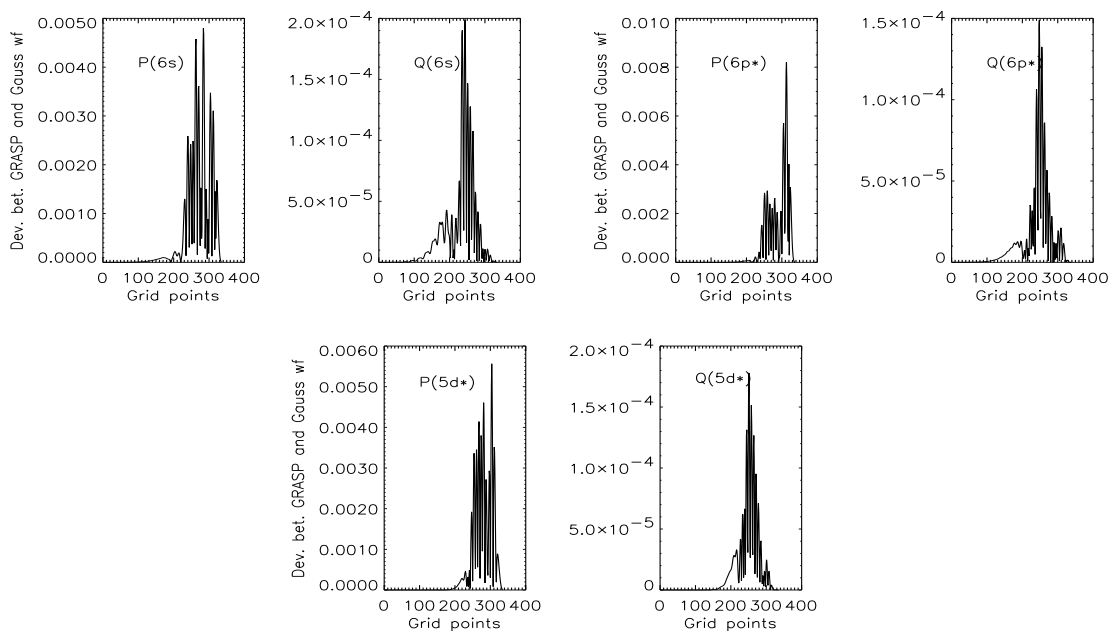 Dev. bet. GRASP and Gauss wf
0.0050
0.0040
0.0030
0.0020
0.0010
0.0000
P(6s)
0 100 200 300 400
Grid points
2.0×10−4
1.5×10−4
1.0×10−4
5.0×10−5
0
Q(6s)
0 100 200 300 400
Grid points
Dev. bet. GRASP and Gauss wf
0.010
0.008
0.006
0.004
0.002
0.000
P(6p*)
0 100 200 300 400
Grid points
1.5×10−4
1.0×10−4
5.0×10−5
0
Q(6p*)
0 100 200 300 400
Grid points
Dev. bet. GRASP and Gauss wf
0.0060
0.0050
0.0040
0.0030
0.0020
0.0010
0.0000
P(5d*)
0 100 200 300 400
Grid points
2.0×10−4
1.5×10−4
1.0×10−4
5.0×10−5
0
Q(5d*)
0 100 200 300 400
Grid points